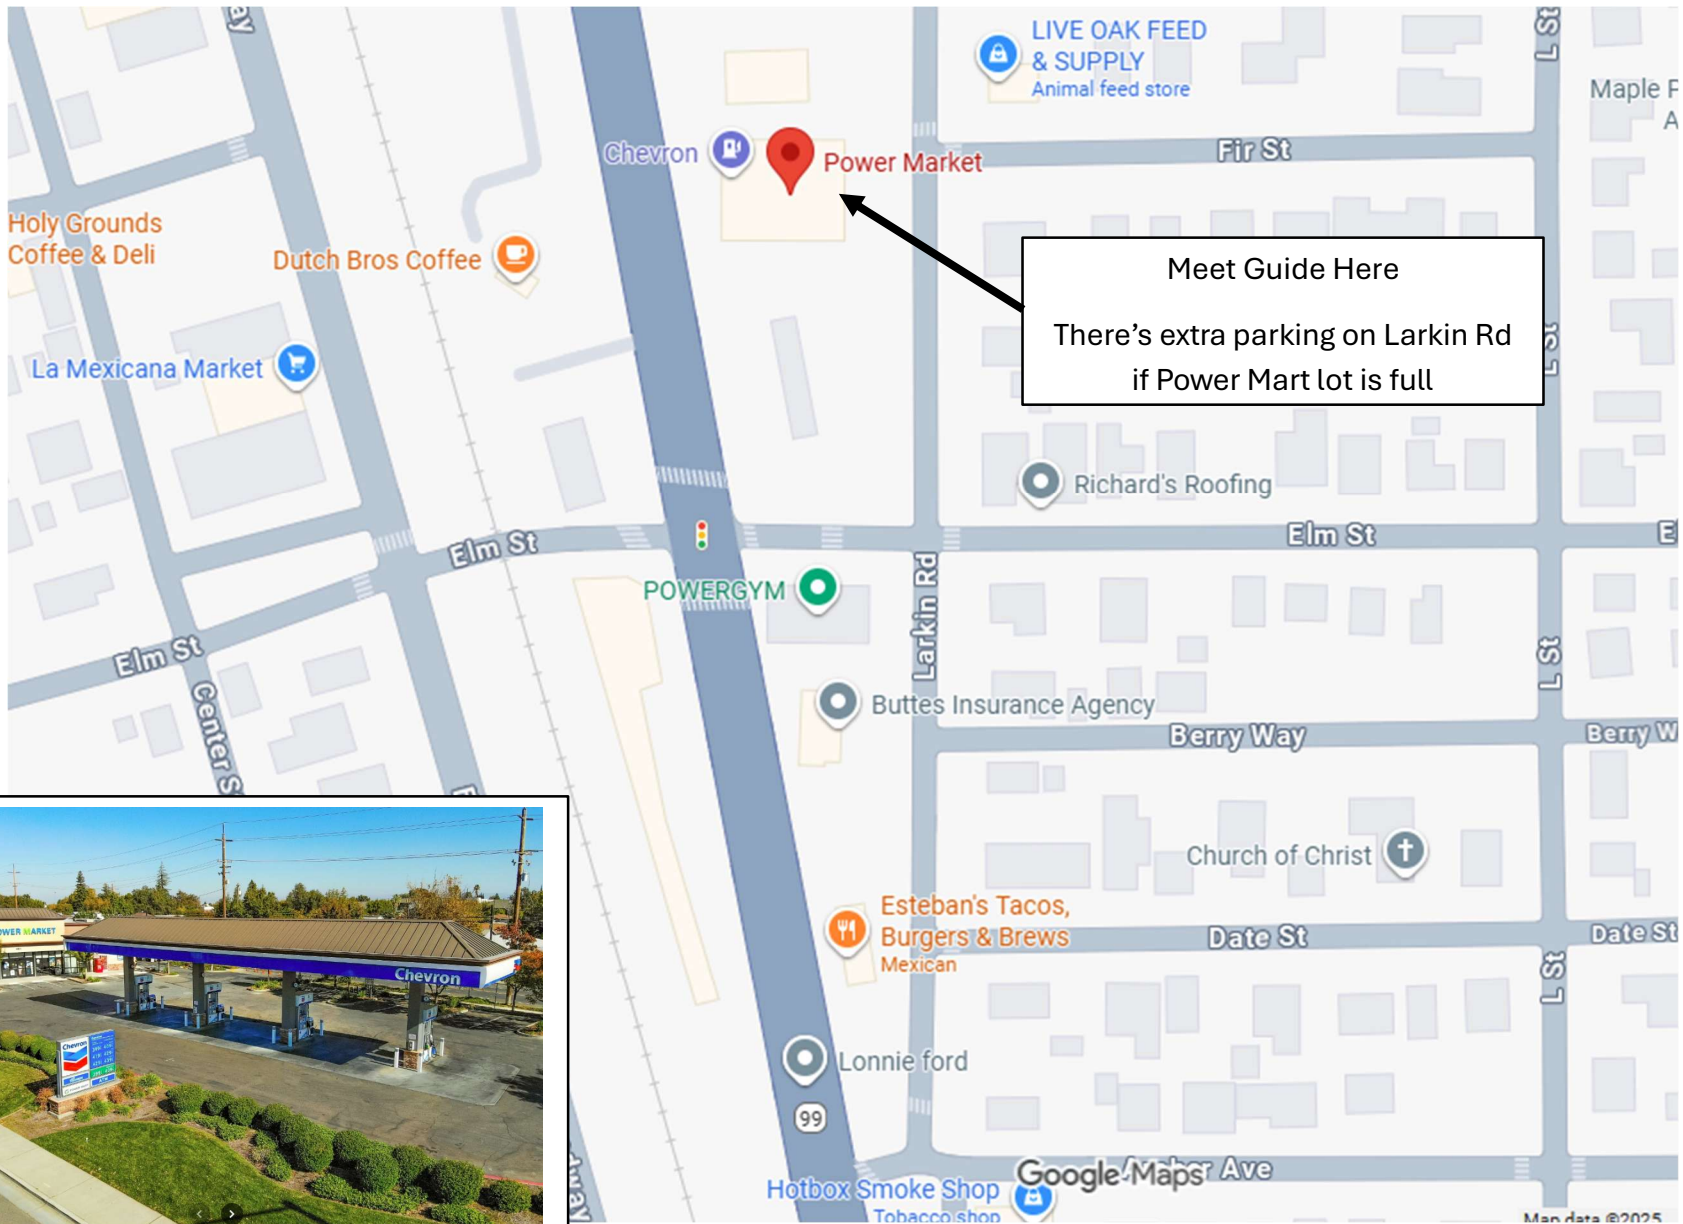 LIVE OAK FEED
& SUPPLY
Animal feed store
L St
Maple
Chevron
Power Market
Fir St
Holy Grounds
Coffee & Deli
Dutch Bros Coffee
Meet Guide Here
There's extra parking on Larkin Rd
if Power Mart lot is full
L St
La Mexicana Market
Richard's Roofing
Elm St
Elm St
POWERGYM
Larkin Rd
Elm St
L St
Center S
Buttes Insurance Agency
Berry Way
Berry W
Church of Christ
Esteban's Tacos,
Burgers & Brews
Mexican
Date St
Date St
L St
POWER MARKET
Chevron
Chevron
Lonnie ford
99
Ave
Google Maps
Hotbox Smoke Shop
Tobacco shop
Map data ©2025